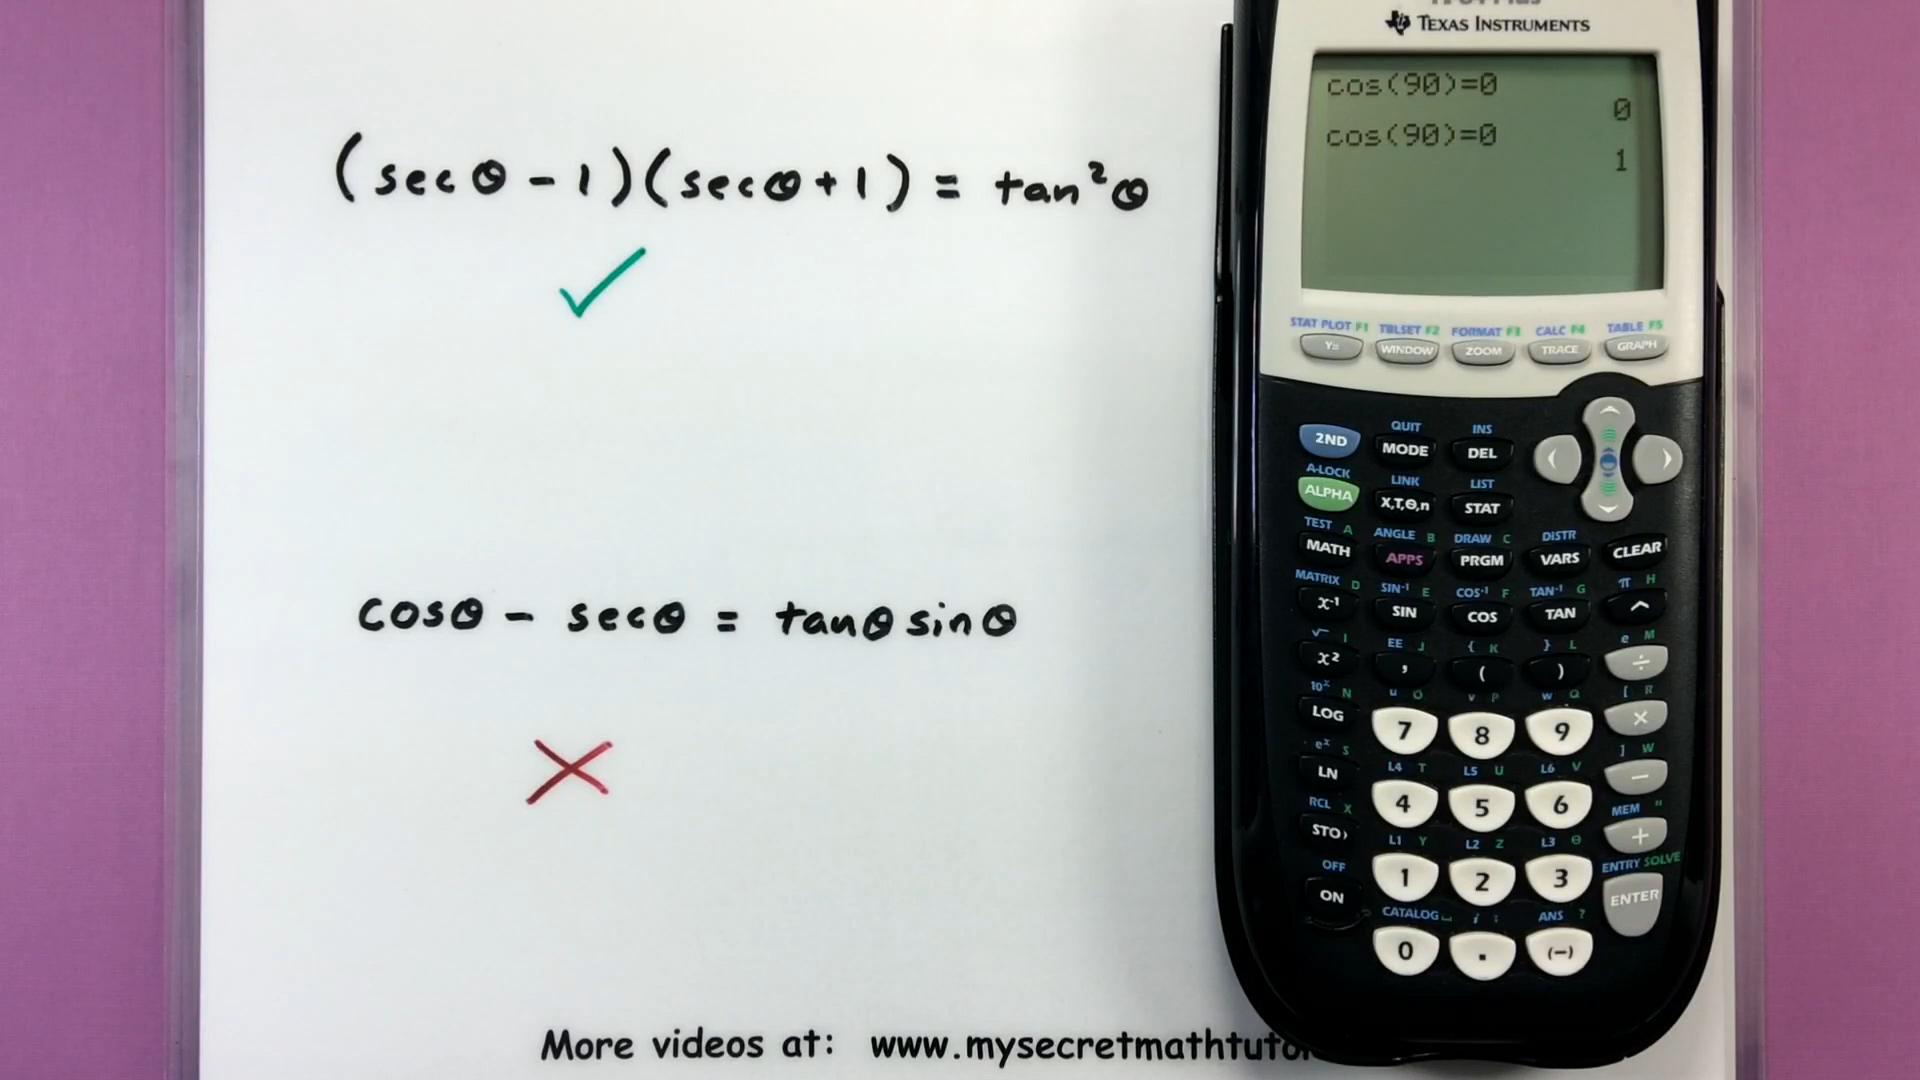 (sec θ - 1)(sec θ + 1) = tan²θ
cosθ - secθ = tanθ sinθ
More videos at: www.mysecretmathtutor
TEXAS INSTRUMENTS
cos(90)=0
0
cos(90)=0
1
STAT PLOT F1 TBLSET F2 FORMAT F3 CALC F4 TABLE F5
Y= WINDOW ZOOM TRACE GRAPH
QUIT INS
2ND MODE DEL
A-LOCK LINK LIST
ALPHA X,T,θ,n STAT
TEST A ANGLE B DRAW C DISTR
MATH APPS PRGM VARS CLEAR
MATRIX D SIN⁻¹ E COS⁻¹ F TAN⁻¹ G π H
x⁻¹ SIN COS TAN ^
√ I EE J { K } L e M
x² , ( ) ÷
10ˣ N u O v P w Q [ R
LOG 7 8 9 ×
eˣ S L4 T L5 U L6 V ] W
LN 4 5 6 −
RCL X L1 Y L2 Z L3 θ MEM "
STO› 1 2 3 +
OFF CATALOG ⎵ i : ANS ? ENTRY SOLVE
ON 0 . (−) ENTER